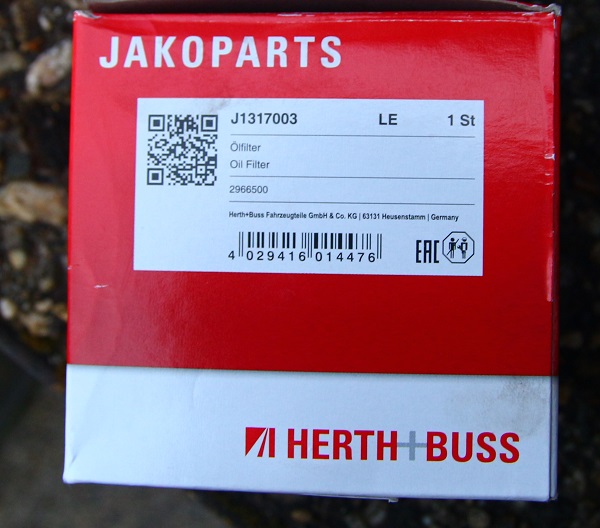 JAKOPARTS
J1317003 LE 1 St
Ölfilter
Oil Filter
2966500
Herth+Buss Fahrzeugteile GmbH & Co. KG | 63131 Heusenstamm | Germany
4 029416 014476
EAC
HERTH+BUSS